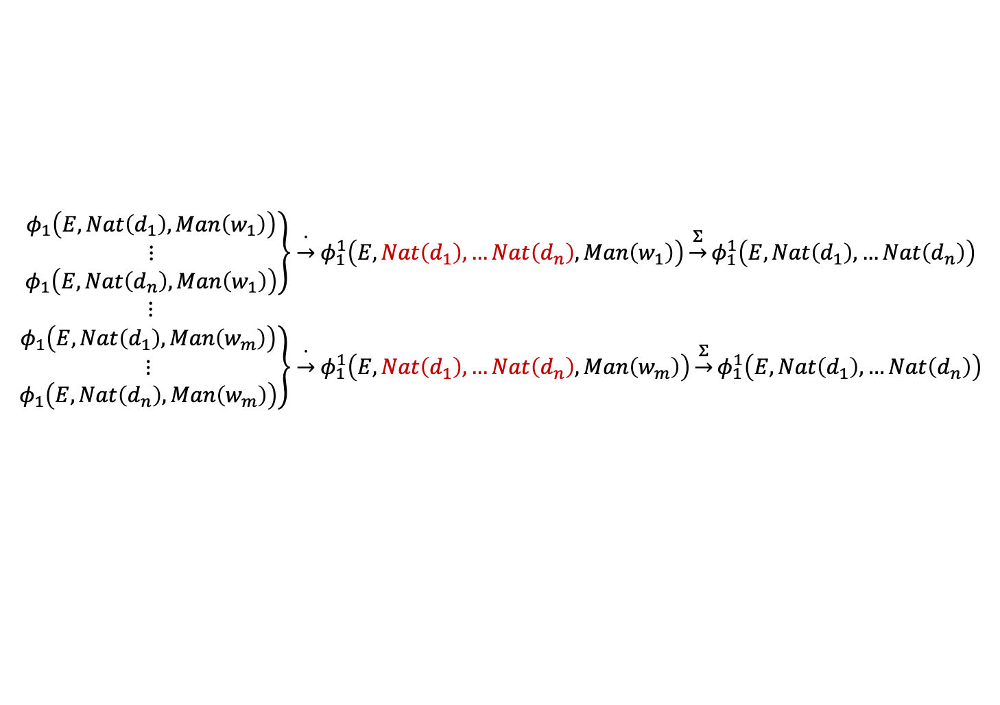 ϕ₁(E, Nat(d₁), Man(w₁))
⋮
ϕ₁(E, Nat(dₙ), Man(w₁))
} →̇ ϕ₁¹(E, Nat(d₁), … Nat(dₙ), Man(w₁)) Σ→ ϕ₁¹(E, Nat(d₁), … Nat(dₙ))
⋮
ϕ₁(E, Nat(d₁), Man(wₘ))
⋮
ϕ₁(E, Nat(dₙ), Man(wₘ))
} →̇ ϕ₁¹(E, Nat(d₁), … Nat(dₙ), Man(wₘ)) Σ→ ϕ₁¹(E, Nat(d₁), … Nat(dₙ))